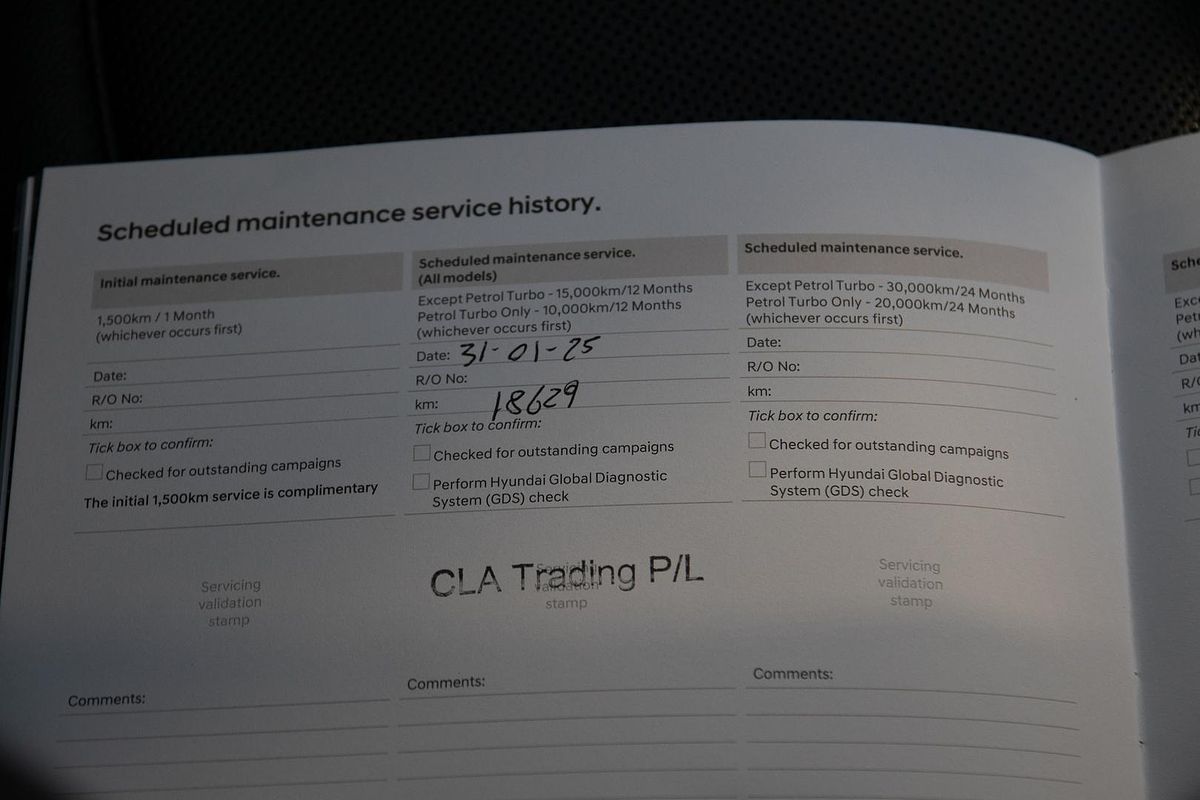 Scheduled maintenance service history.
Initial maintenance service.
1,500km / 1 Month
(whichever occurs first)
Date:
R/O No:
km:
Tick box to confirm:
Checked for outstanding campaigns
The initial 1,500km service is complimentary
Servicing
validation
stamp
Comments:
Scheduled maintenance service.
(All models)
Except Petrol Turbo - 15,000km/12 Months
Petrol Turbo Only - 10,000km/12 Months
(whichever occurs first)
Date: 31-01-25
R/O No:
km: 18629
Tick box to confirm:
Checked for outstanding campaigns
Perform Hyundai Global Diagnostic
System (GDS) check
CLA Trading P/L
Servicing
validation
stamp
Comments:
Scheduled maintenance service.
Except Petrol Turbo - 30,000km/24 Months
Petrol Turbo Only - 20,000km/24 Months
(whichever occurs first)
Date:
R/O No:
km:
Tick box to confirm:
Checked for outstanding campaigns
Perform Hyundai Global Diagnostic
System (GDS) check
Servicing
validation
stamp
Comments: